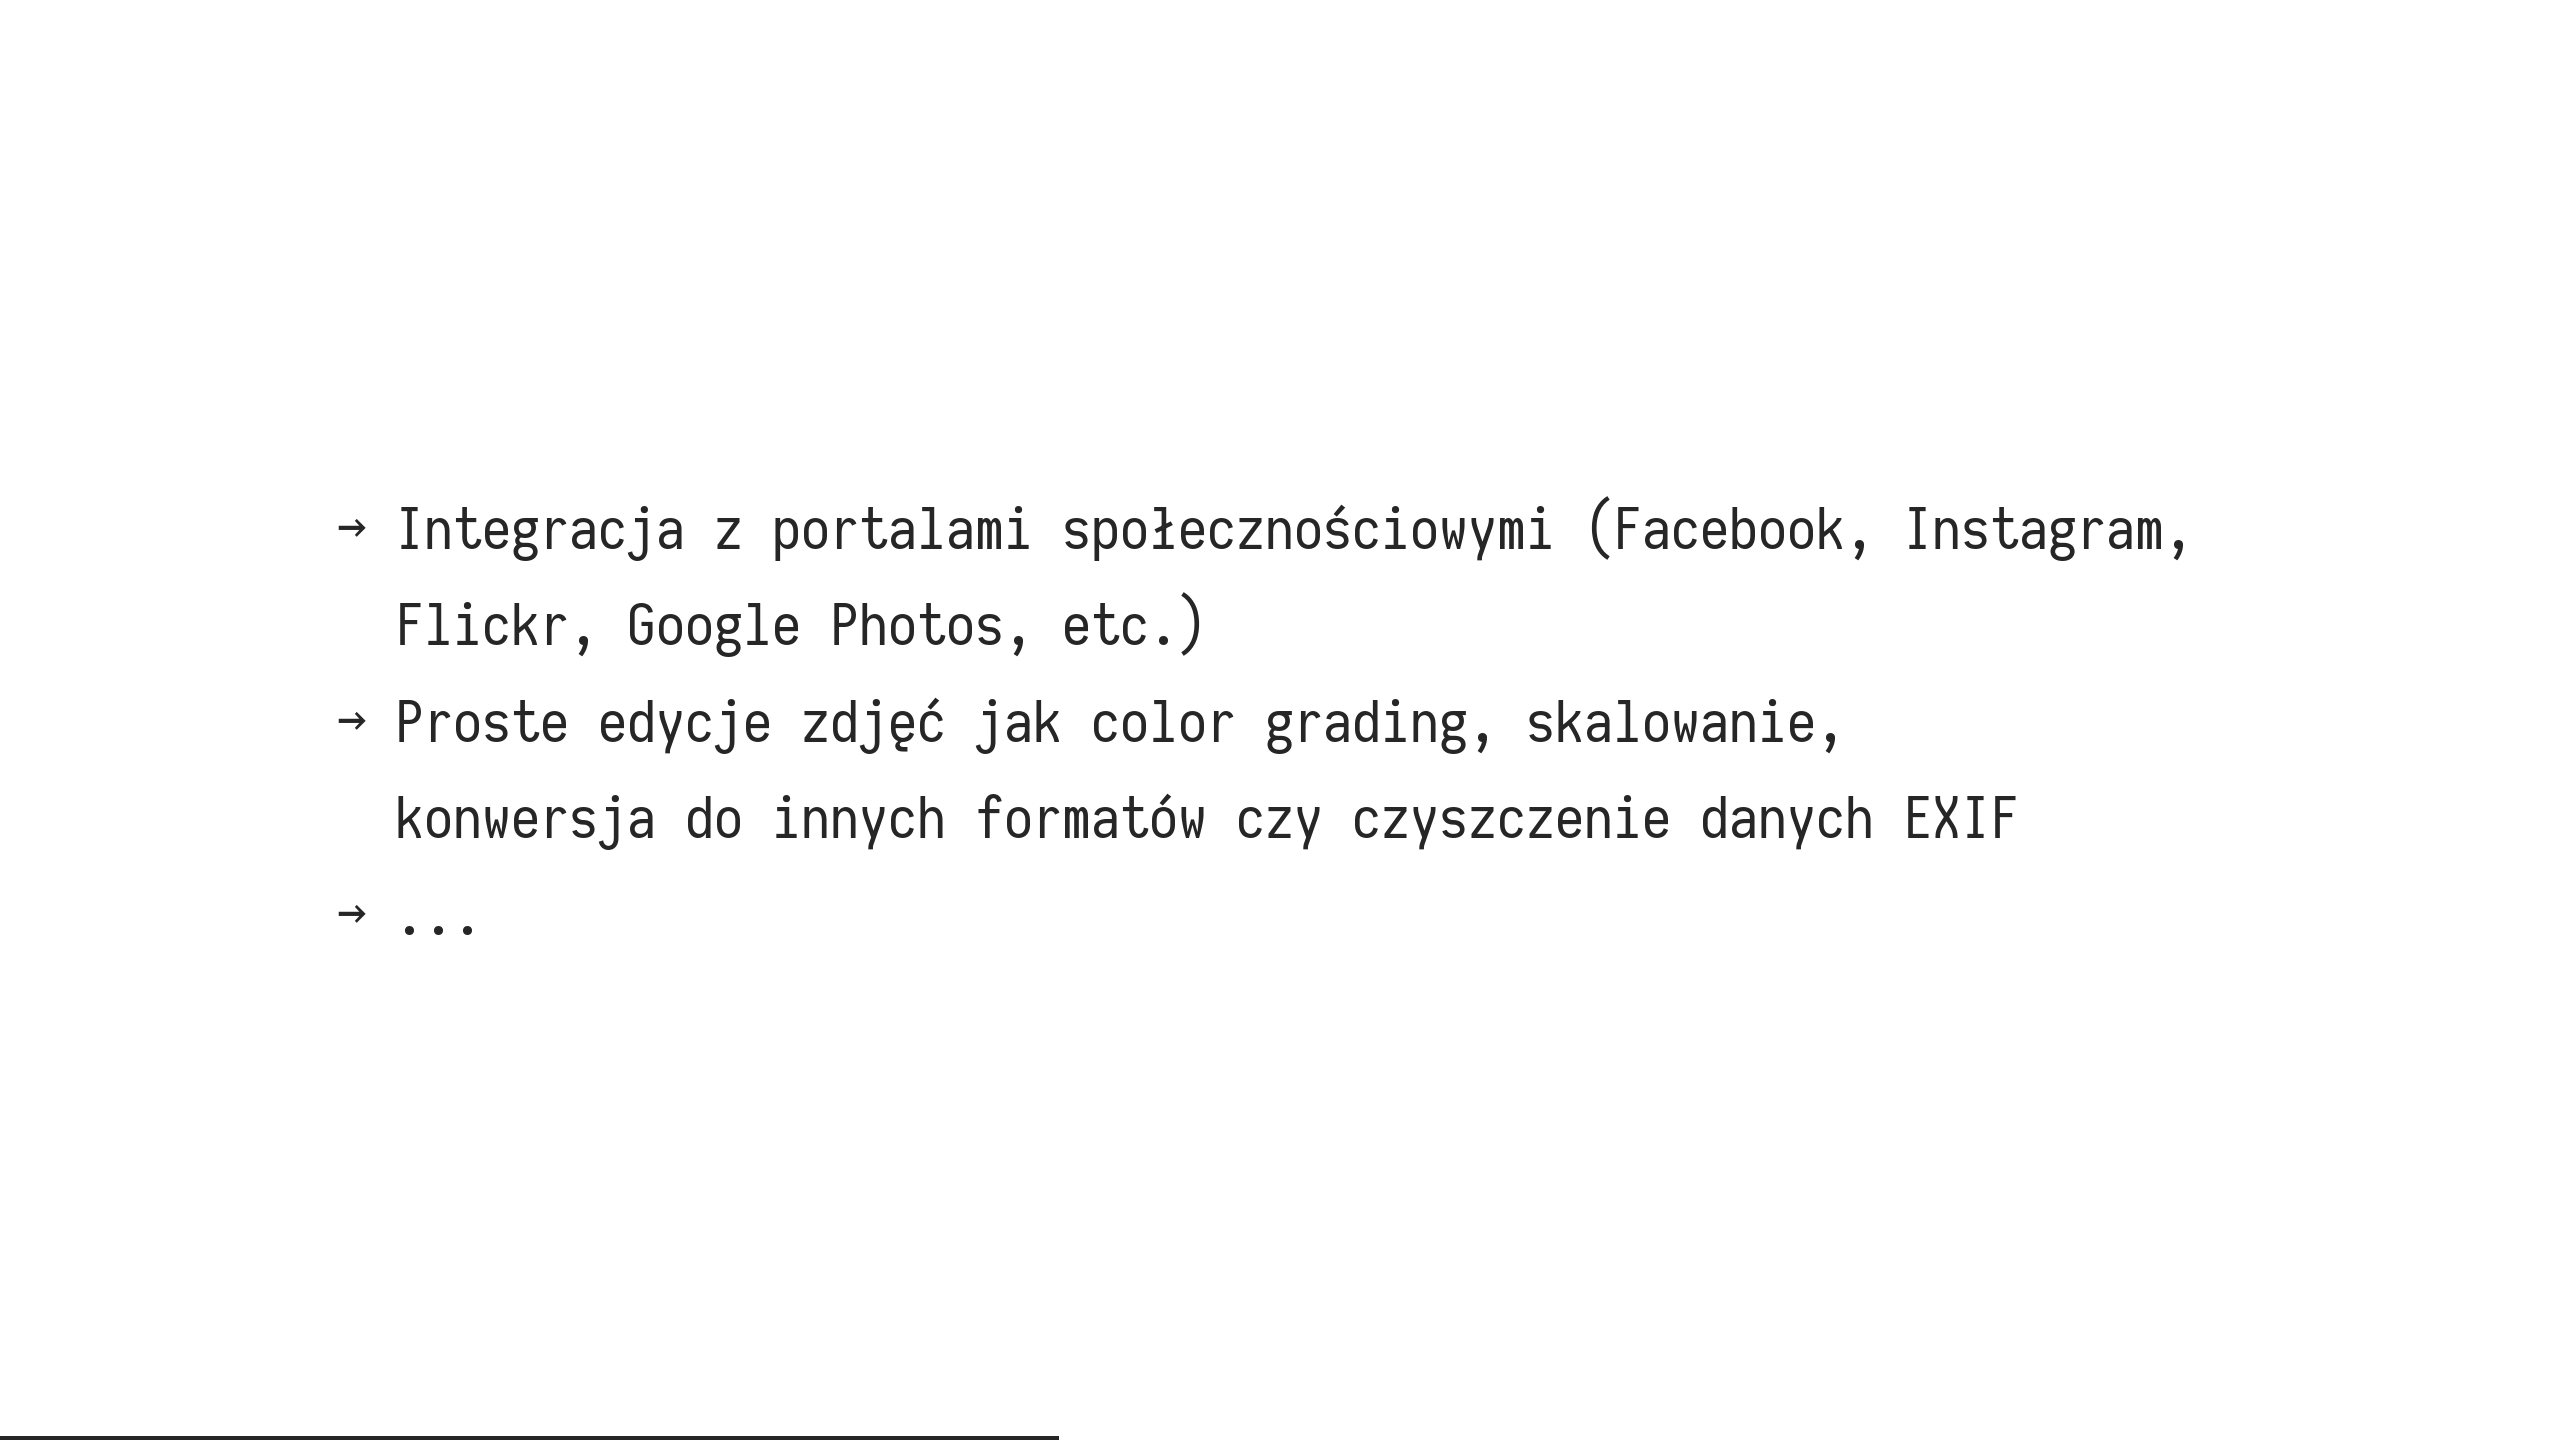 → Integracja z portalami społecznościowymi (Facebook, Instagram,
Flickr, Google Photos, etc.)
→ Proste edycje zdjęć jak color grading, skalowanie,
konwersja do innych formatów czy czyszczenie danych EXIF
→ ...